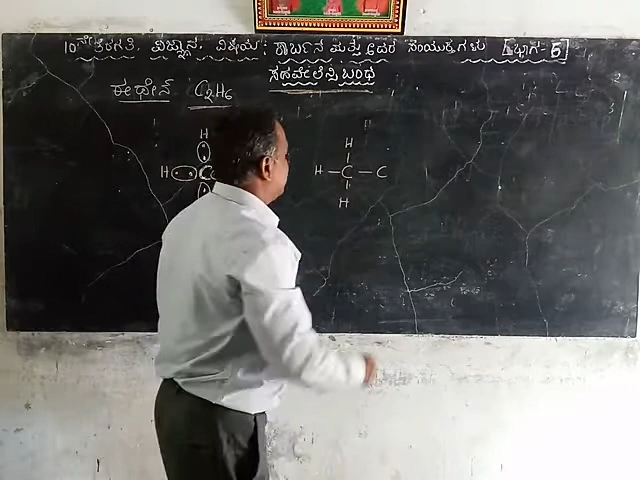 10ನೇ ತರಗತಿ. ವಿಜ್ಞಾನ. ವಿಷಯ: ಕಾರ್ಬನ ಮತ್ತು ಅದರ ಸಂಯುಕ್ತಗಳು [ಭಾಗ-5]
ಸಹವೆಲೆನ್ಸಿ ಬಂಧ
ಈಥೇನ್ C2H6
H H
H C H - C - C
H